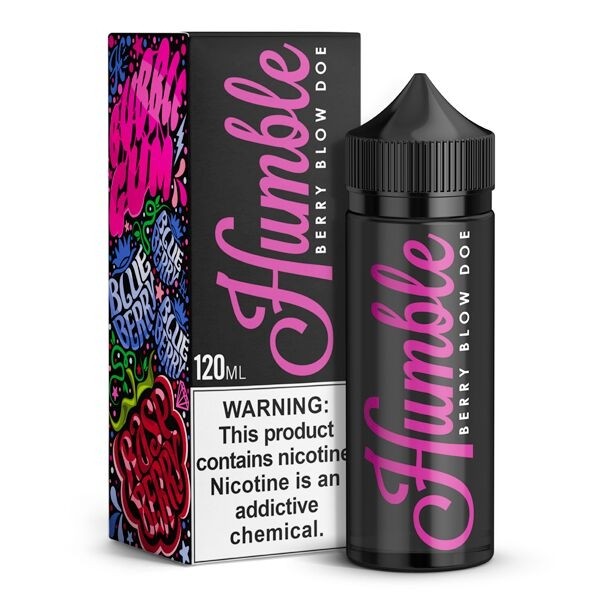 BUBBLE
GUM
BLUE
BERRY
BLUE
BERRY
RASP
BERRY
Humble
BERRY BLOW DOE
120ML
WARNING:
This product
contains nicotine.
Nicotine is an
addictive
chemical.
Humble
BERRY BLOW DOE